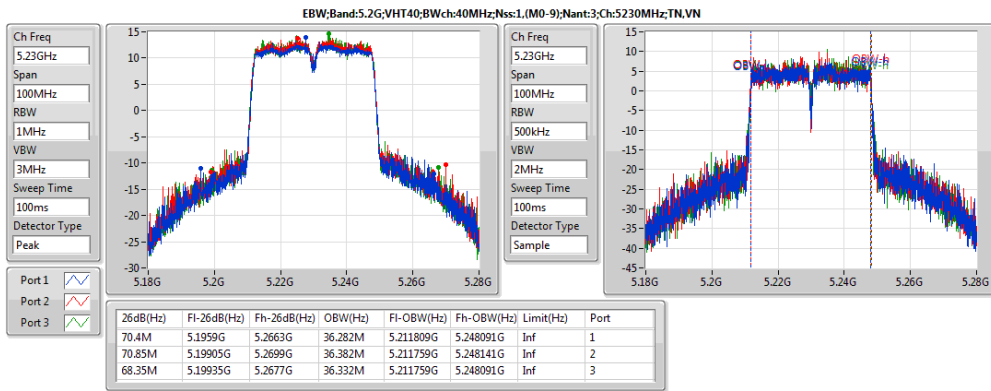 EBW;Band:5.2G;VHT40;BWch:40MHz;Nss:1,(M0-9);Nant:3;Ch:5230MHz;TN,VN
Ch Freq
5.23GHz
Span
100MHz
RBW
1MHz
VBW
3MHz
Sweep Time
100ms
Detector Type
Peak
15
10
5
0
-5
-10
-15
-20
-25
-30
5.18G
5.2G
5.22G
5.24G
5.26G
5.28G
Ch Freq
5.23GHz
Span
100MHz
RBW
500kHz
VBW
2MHz
Sweep Time
100ms
Detector Type
Sample
15
10
5
0
-5
-10
-15
-20
-25
-30
-35
-40
-45
5.18G
5.2G
5.22G
5.24G
5.26G
5.28G
Port 1
Port 2
Port 3
26dB(Hz) Fl-26dB(Hz) Fh-26dB(Hz) OBW(Hz) Fl-OBW(Hz) Fh-OBW(Hz) Limit(Hz) Port
70.4M 5.1959G 5.2663G 36.282M 5.211809G 5.248091G Inf 1
70.85M 5.19905G 5.2699G 36.382M 5.211759G 5.248141G Inf 2
68.35M 5.19935G 5.2677G 36.332M 5.211759G 5.248091G Inf 3